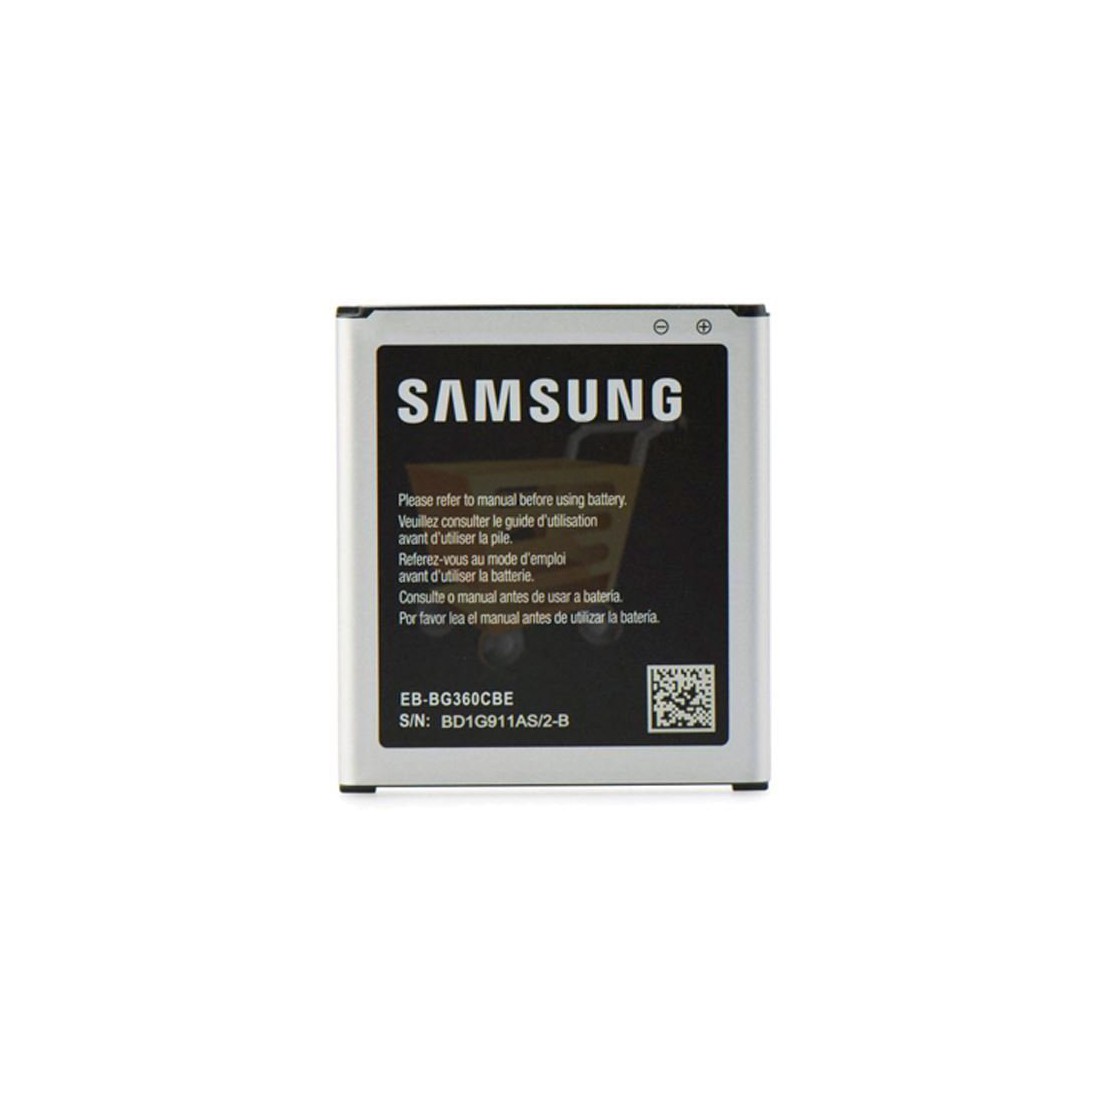 SAMSUNG
Please refer to manual before using battery.
Veuillez consulter le guide d'utilisation
avant d'utiliser la pile.
Referez-vous au mode d'emploi
avant d'utiliser la batterie.
Consulte o manual antes de usar a bateria.
Por favor lea el manual antes de utilizar la batería.
EB-BG360CBE
S/N: BD1G911AS/2-B